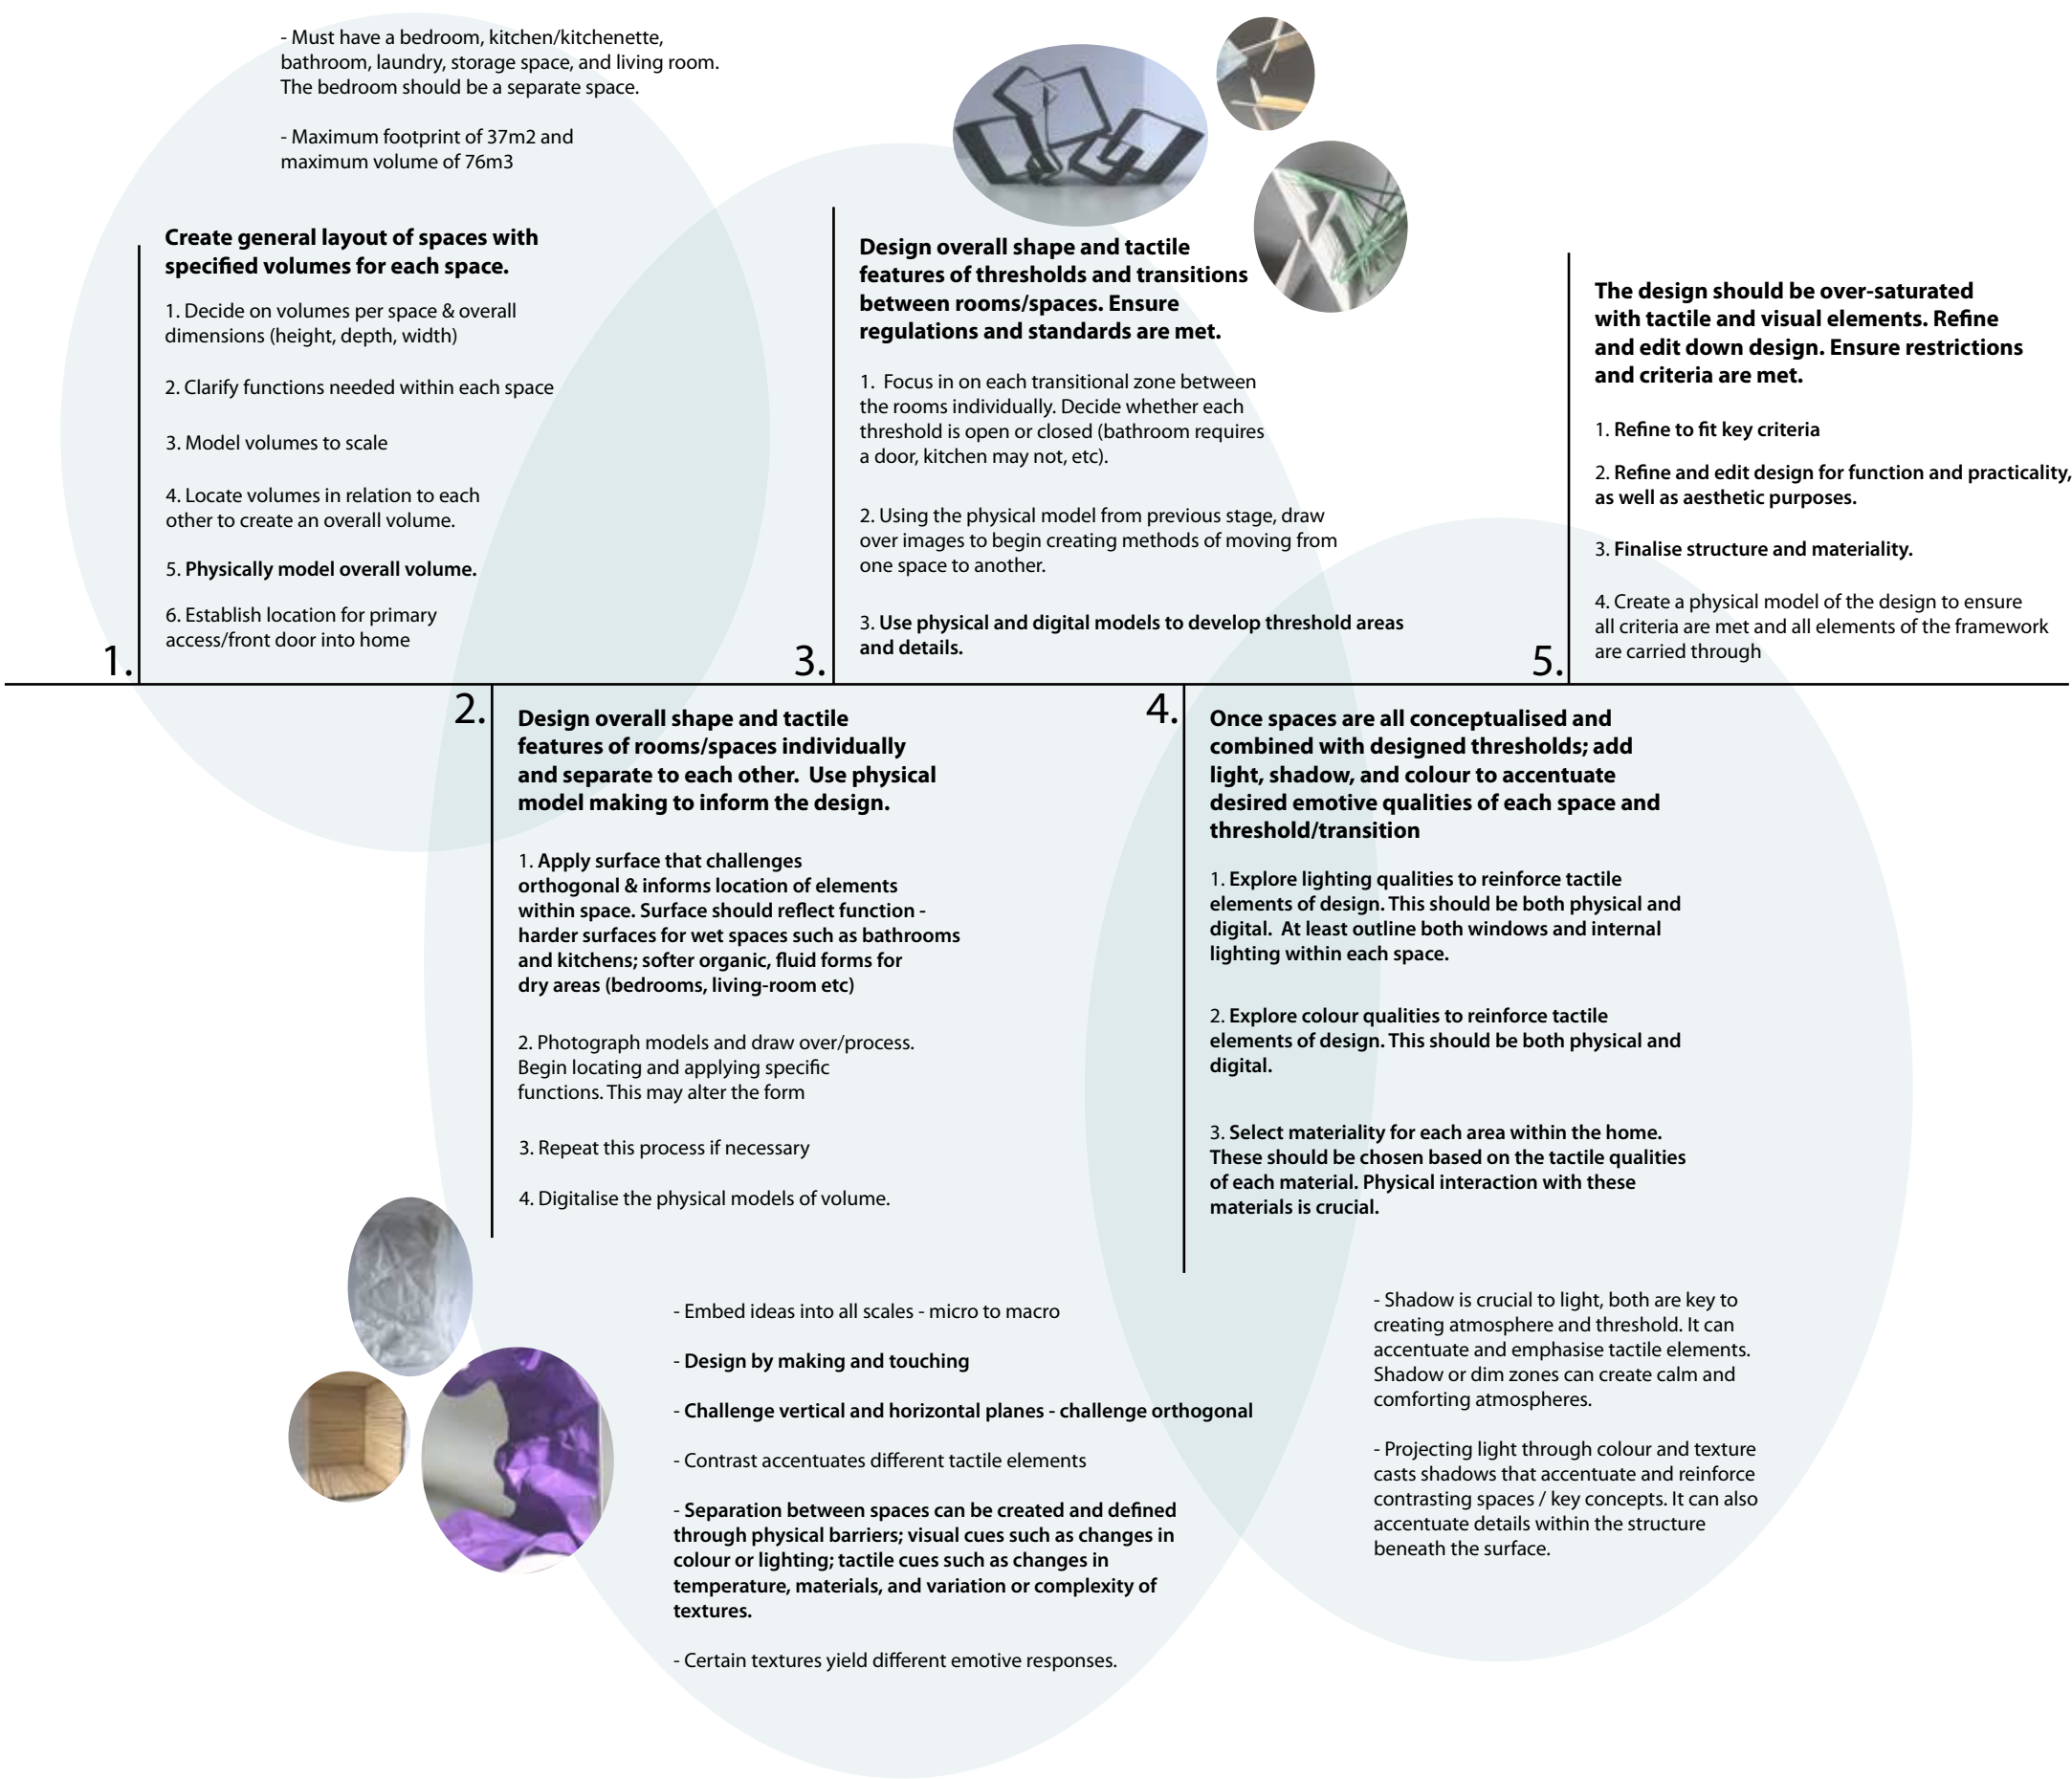 - Must have a bedroom, kitchen/kitchenette,
bathroom, laundry, storage space, and living room.
The bedroom should be a separate space.
- Maximum footprint of 37m2 and
maximum volume of 76m3
Create general layout of spaces with
specified volumes for each space.
1. Decide on volumes per space & overall
dimensions (height, depth, width)
2. Clarify functions needed within each space
3. Model volumes to scale
4. Locate volumes in relation to each
other to create an overall volume.
5. Physically model overall volume.
6. Establish location for primary
access/front door into home
1.
2.
Design overall shape and tactile
features of rooms/spaces individually
and separate to each other.  Use physical
model making to inform the design.
1. Apply surface that challenges
orthogonal & informs location of elements
within space. Surface should reflect function -
harder surfaces for wet spaces such as bathrooms
and kitchens; softer organic, fluid forms for
dry areas (bedrooms, living-room etc)
2. Photograph models and draw over/process.
Begin locating and applying specific
functions. This may alter the form
3. Repeat this process if necessary
4. Digitalise the physical models of volume.
- Embed ideas into all scales - micro to macro
- Design by making and touching
- Challenge vertical and horizontal planes - challenge orthogonal
- Contrast accentuates different tactile elements
- Separation between spaces can be created and defined
through physical barriers; visual cues such as changes in
colour or lighting; tactile cues such as changes in
temperature, materials, and variation or complexity of
textures.
- Certain textures yield different emotive responses.
Design overall shape and tactile
features of thresholds and transitions
between rooms/spaces. Ensure
regulations and standards are met.
1.  Focus in on each transitional zone between
the rooms individually. Decide whether each
threshold is open or closed (bathroom requires
a door, kitchen may not, etc).
2. Using the physical model from previous stage, draw
over images to begin creating methods of moving from
one space to another.
3. Use physical and digital models to develop threshold areas
and details.
3.
4.
Once spaces are all conceptualised and
combined with designed thresholds; add
light, shadow, and colour to accentuate
desired emotive qualities of each space and
threshold/transition
1. Explore lighting qualities to reinforce tactile
elements of design. This should be both physical and
digital.  At least outline both windows and internal
lighting within each space.
2. Explore colour qualities to reinforce tactile
elements of design. This should be both physical and
digital.
3. Select materiality for each area within the home.
These should be chosen based on the tactile qualities
of each material. Physical interaction with these
materials is crucial.
- Shadow is crucial to light, both are key to
creating atmosphere and threshold. It can
accentuate and emphasise tactile elements.
Shadow or dim zones can create calm and
comforting atmospheres.
- Projecting light through colour and texture
casts shadows that accentuate and reinforce
contrasting spaces / key concepts. It can also
accentuate details within the structure
beneath the surface.
The design should be over-saturated
with tactile and visual elements. Refine
and edit down design. Ensure restrictions
and criteria are met.
1. Refine to fit key criteria
2. Refine and edit design for function and practicality,
as well as aesthetic purposes.
3. Finalise structure and materiality.
4. Create a physical model of the design to ensure
all criteria are met and all elements of the framework
are carried through
5.